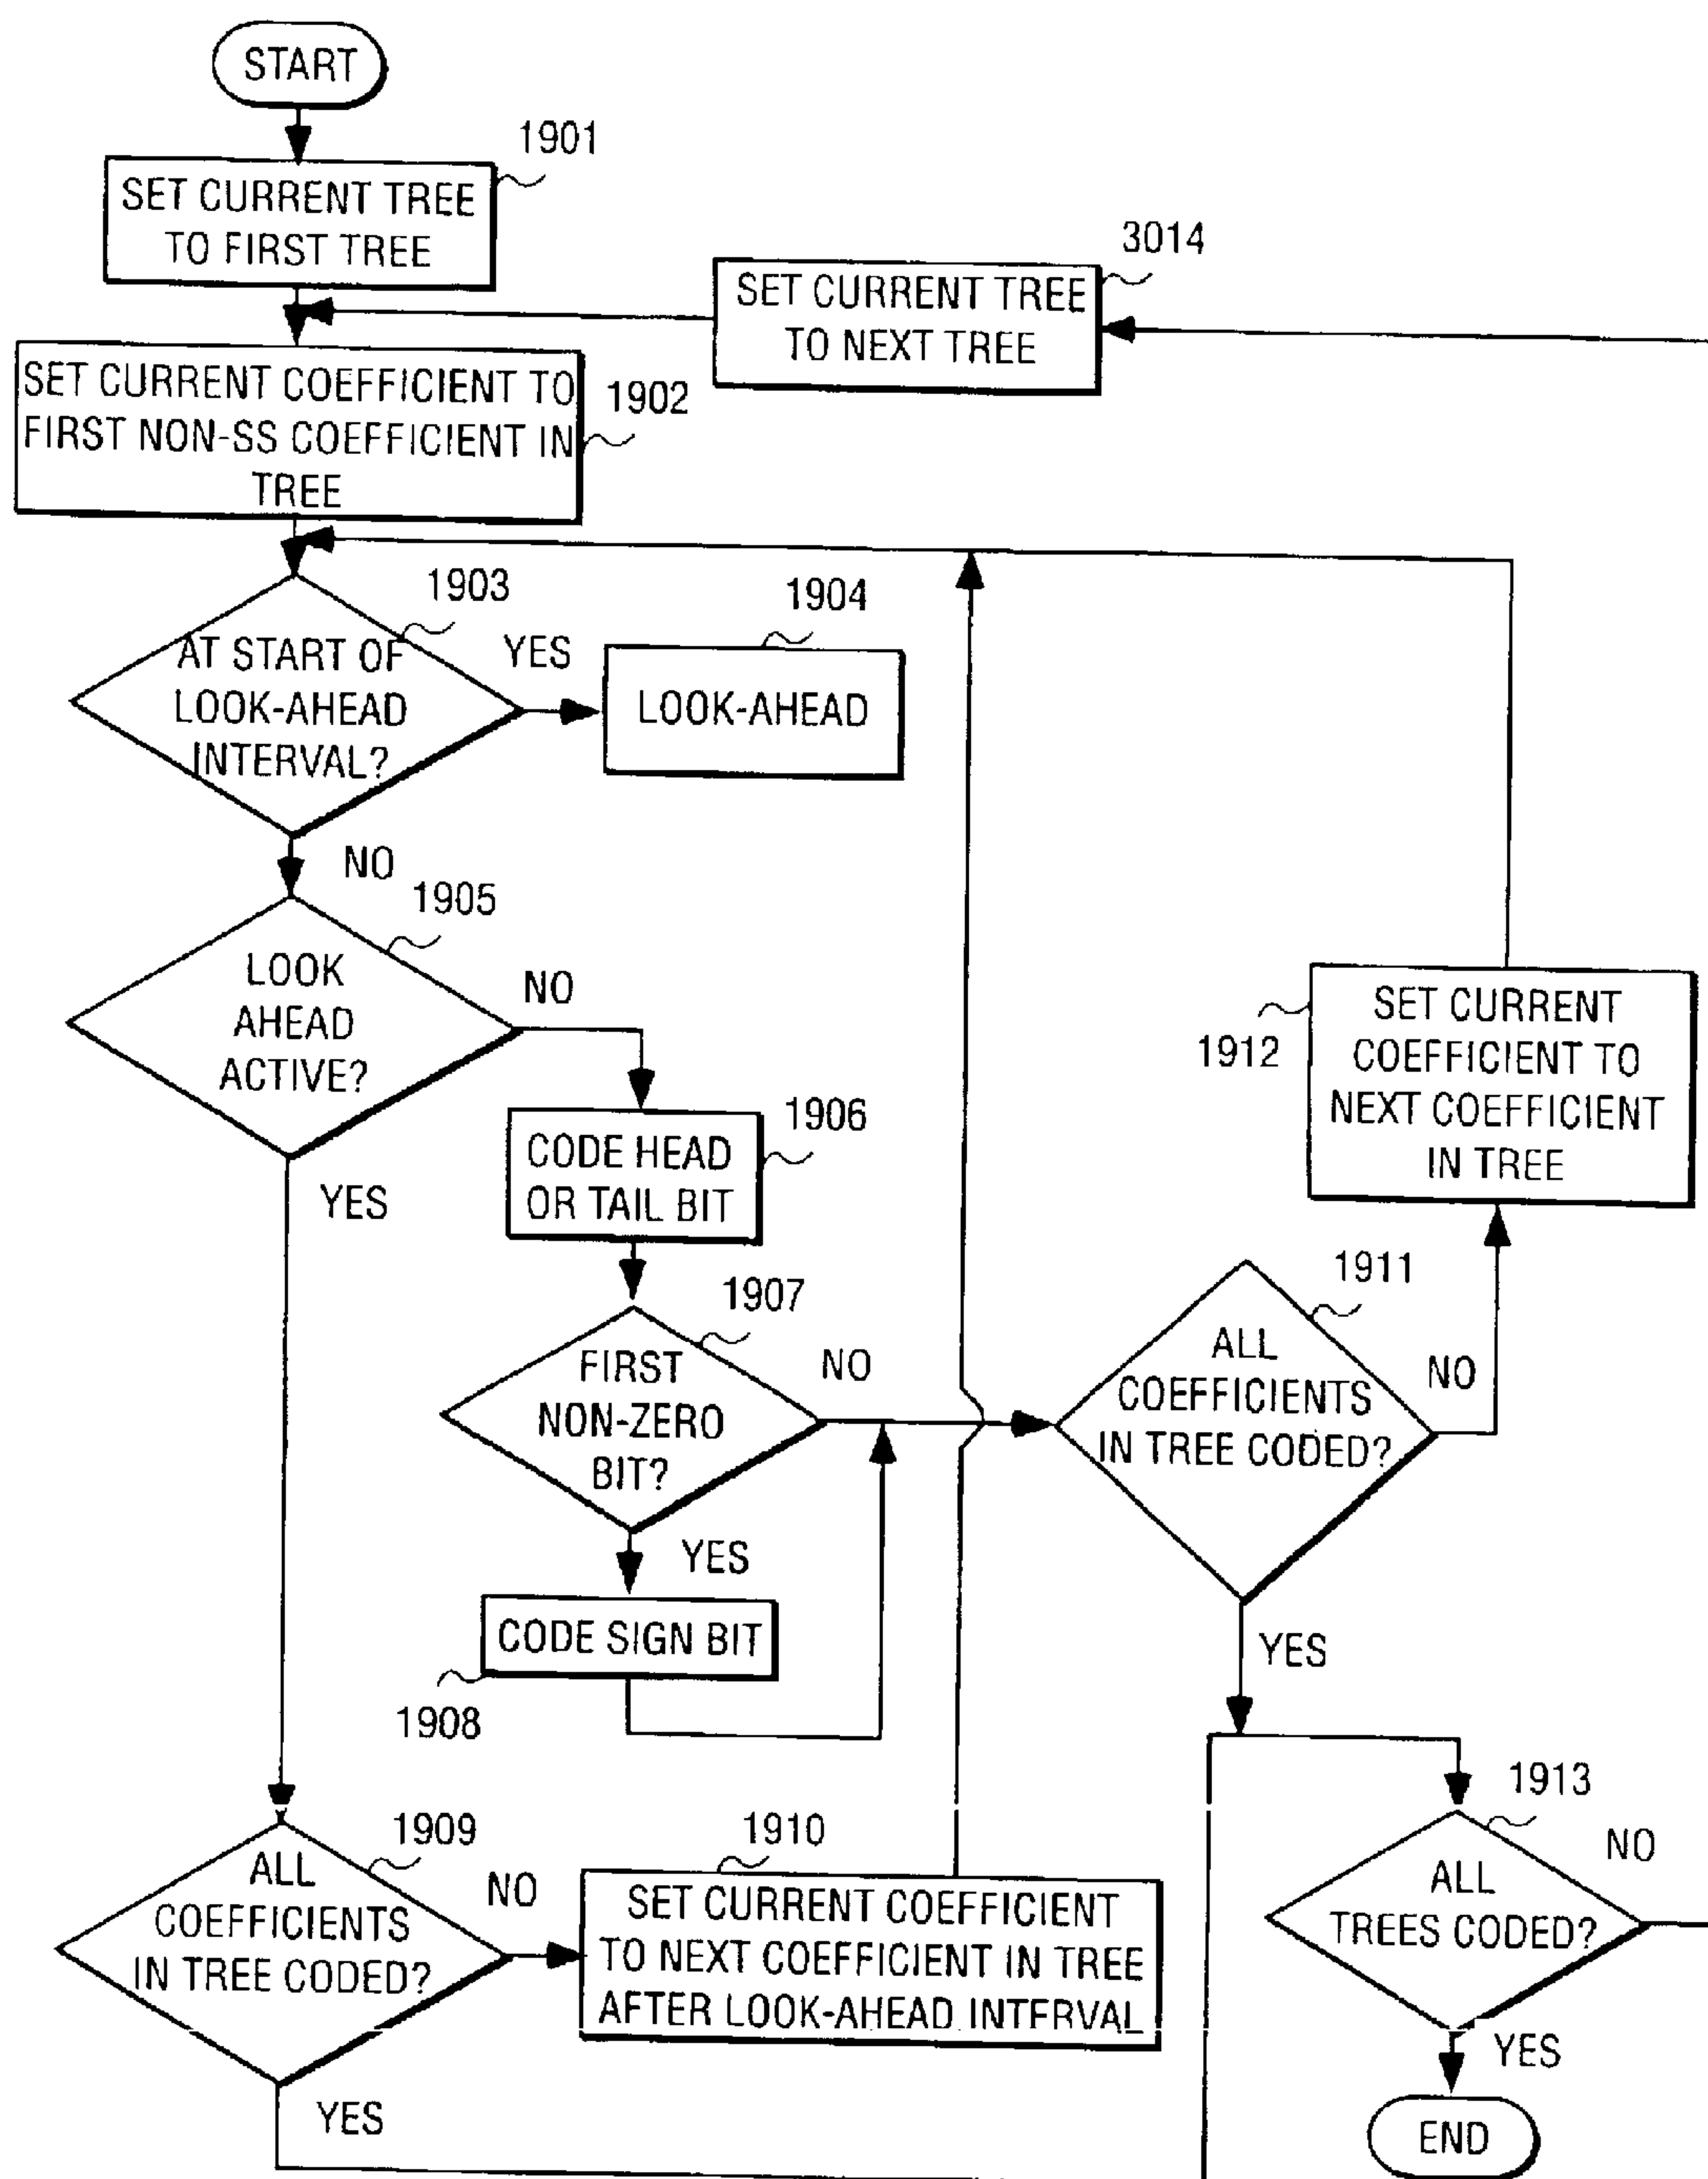 START
1901
SET CURRENT TREE
TO FIRST TREE
3014
SET CURRENT TREE
TO NEXT TREE
SET CURRENT COEFFICIENT TO
FIRST NON-SS COEFFICIENT IN
TREE
1902
1903
AT START OF
LOOK-AHEAD
INTERVAL?
YES
1904
LOOK-AHEAD
NO
1905
LOOK
AHEAD
ACTIVE?
NO
YES
1906
CODE HEAD
OR TAIL BIT
1907
FIRST
NON-ZERO
BIT?
NO
YES
CODE SIGN BIT
1908
1912
SET CURRENT
COEFFICIENT TO
NEXT COEFFICIENT
IN TREE
1911
ALL
COEFFICIENTS
IN TREE CODED?
NO
YES
1909
ALL
COEFFICIENTS
IN TREE CODED?
NO
YES
1910
SET CURRENT COEFFICIENT
TO NEXT COEFFICIENT IN TREE
AFTER LOOK-AHEAD INTERVAL
1913
ALL
TREES CODED?
NO
YES
END